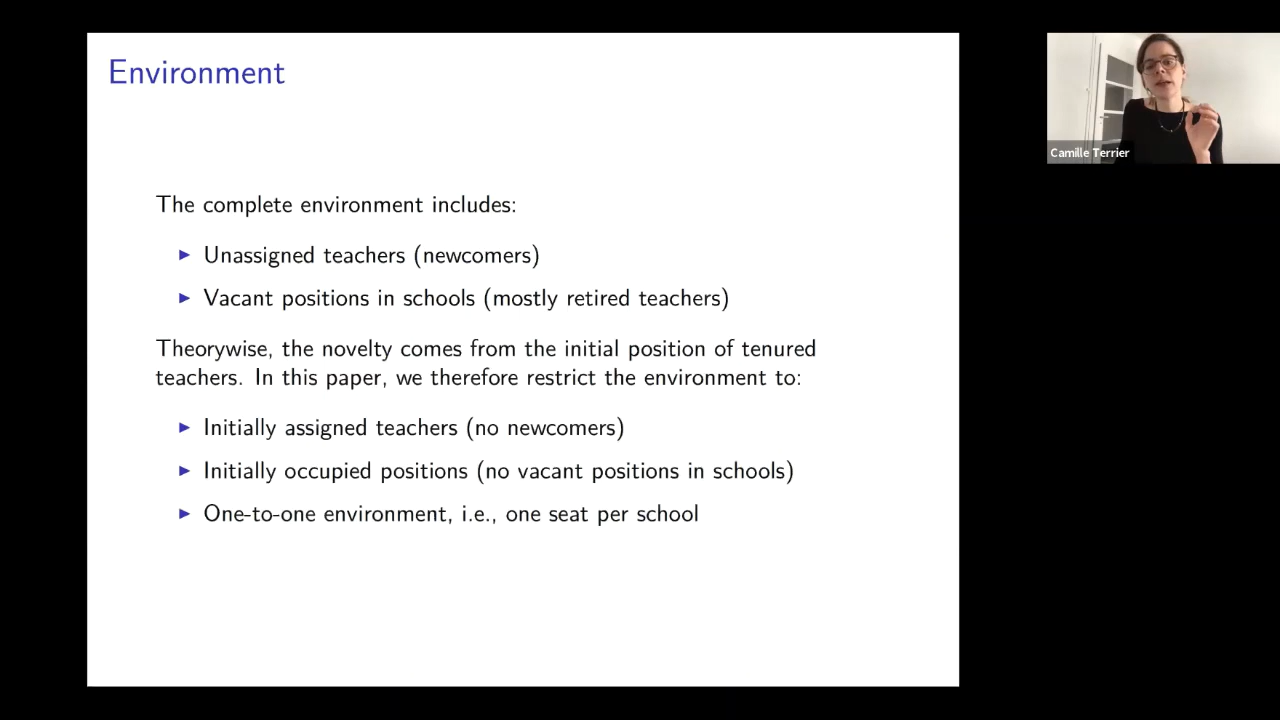 Environment
The complete environment includes:
▶ Unassigned teachers (newcomers)
▶ Vacant positions in schools (mostly retired teachers)
Theorywise, the novelty comes from the initial position of tenured
teachers. In this paper, we therefore restrict the environment to:
▶ Initially assigned teachers (no newcomers)
▶ Initially occupied positions (no vacant positions in schools)
▶ One-to-one environment, i.e., one seat per school
Camille Terrier